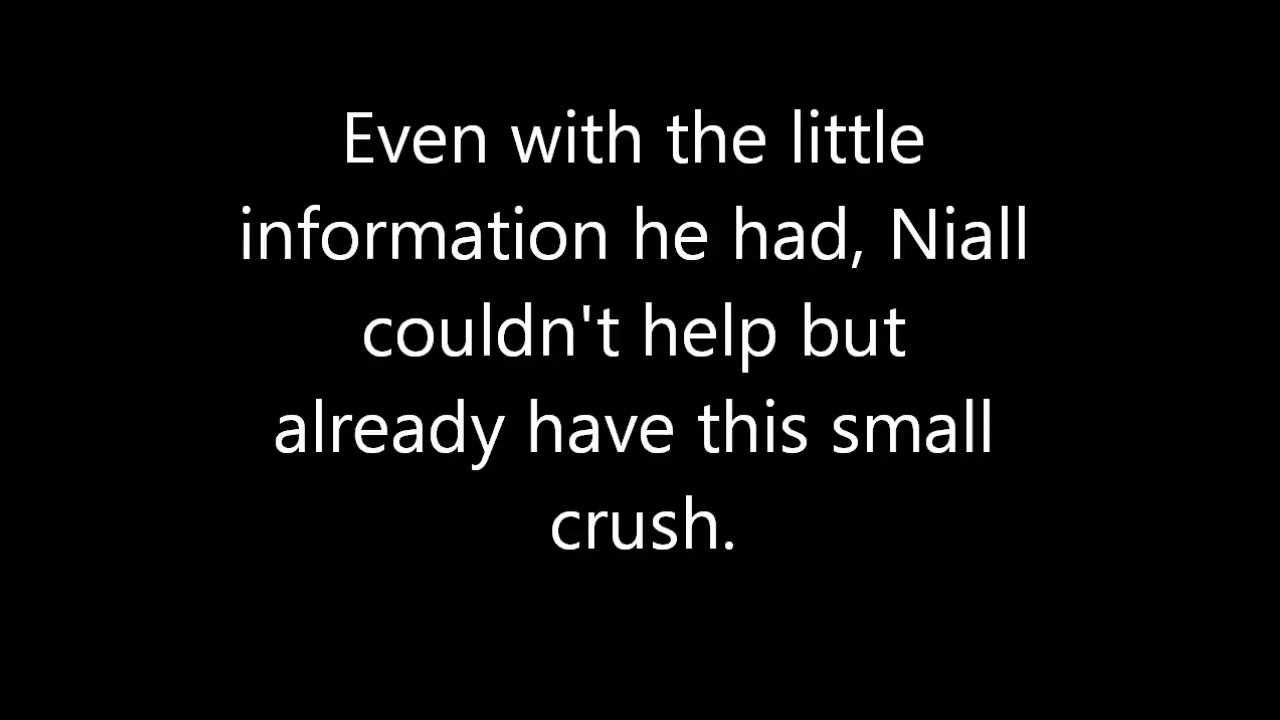 Even with the little
information he had, Niall
couldn't help but
already have this small
crush.